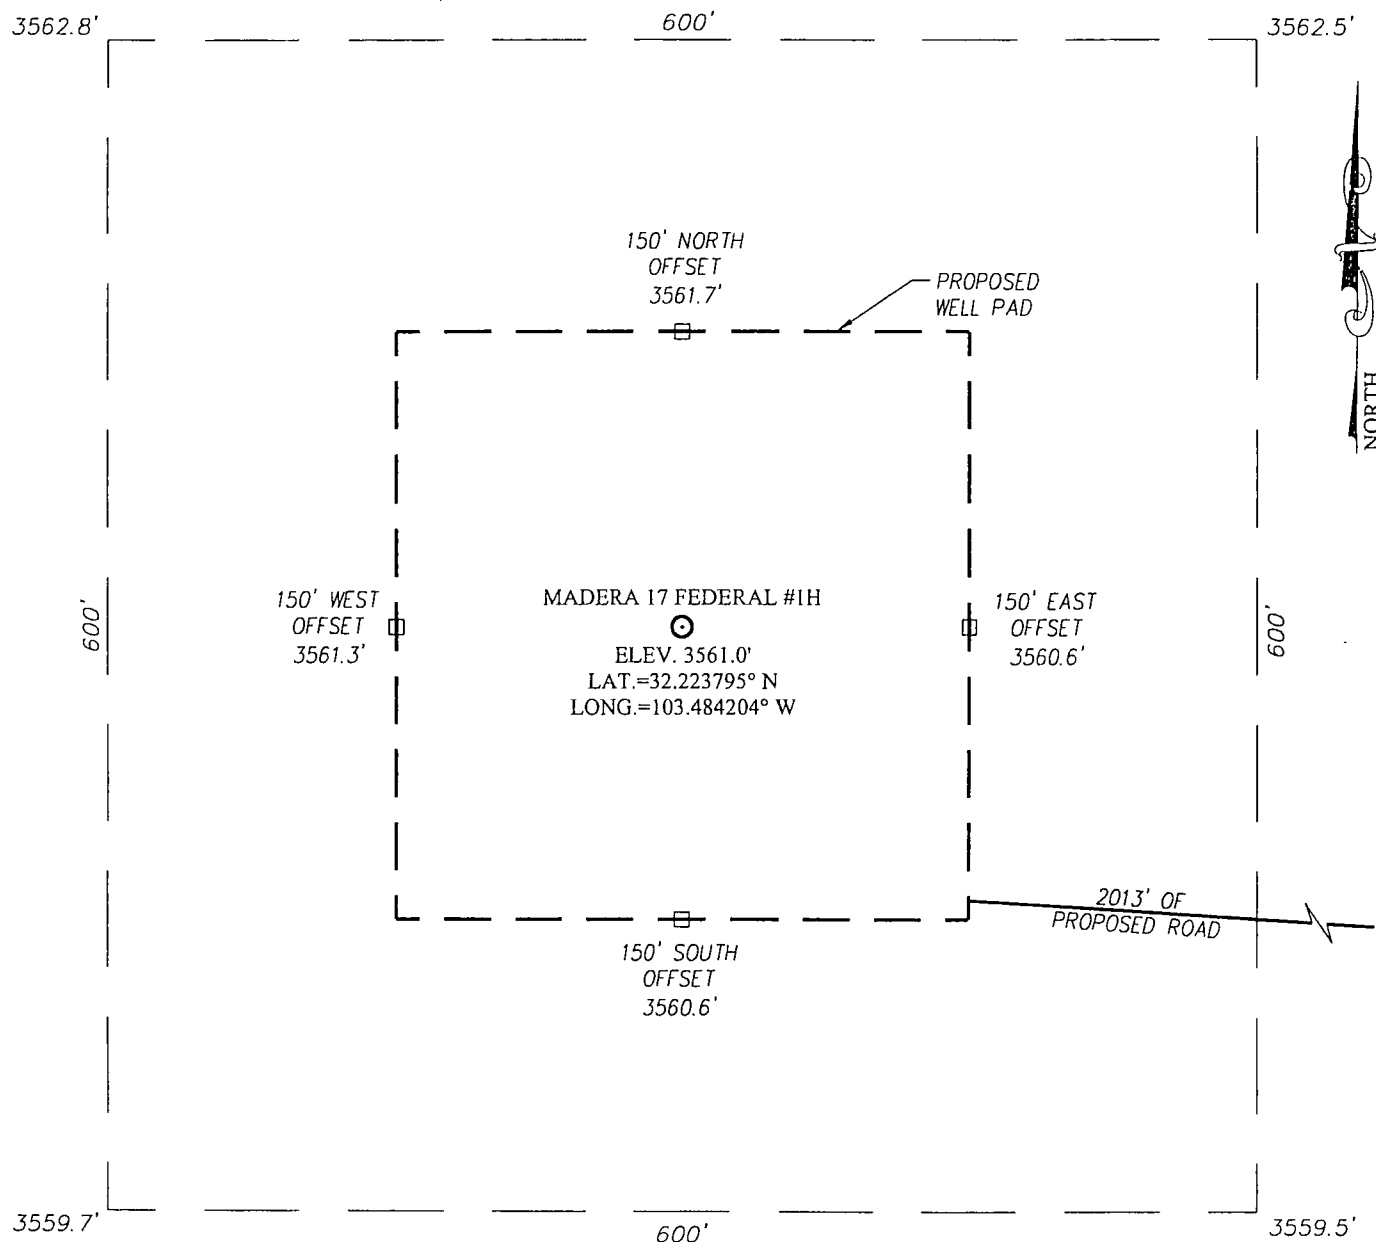 3562.8'
600'
3562.5'
NORTH
150' NORTH
OFFSET
3561.7'
PROPOSED
WELL PAD
600'
150' WEST
OFFSET
3561.3'
MADERA 17 FEDERAL #1H
ELEV. 3561.0'
LAT.=32.223795° N
LONG.=103.484204° W
150' EAST
OFFSET
3560.6'
600'
2013' OF
PROPOSED ROAD
150' SOUTH
OFFSET
3560.6'
3559.7'
600'
3559.5'